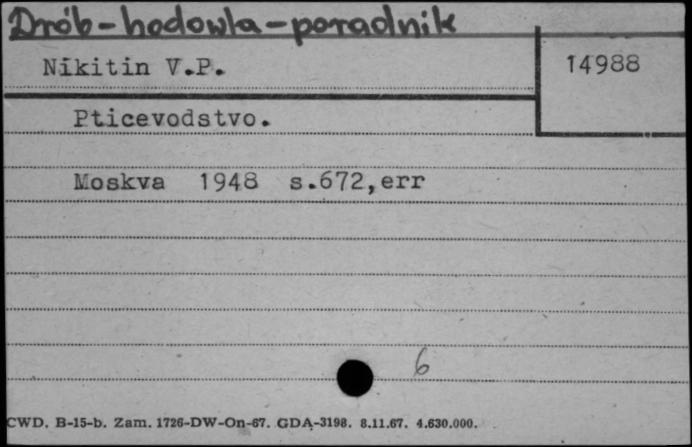 Drób-hodowla-poradnik
Nikitin V.P.
14988
Pticevodstvo.
Moskva 1948 s.672,err
6
CWD. B-15-b. Zam. 1726-DW-On-67. GDA-3198. 8.11.67. 4.630.000.